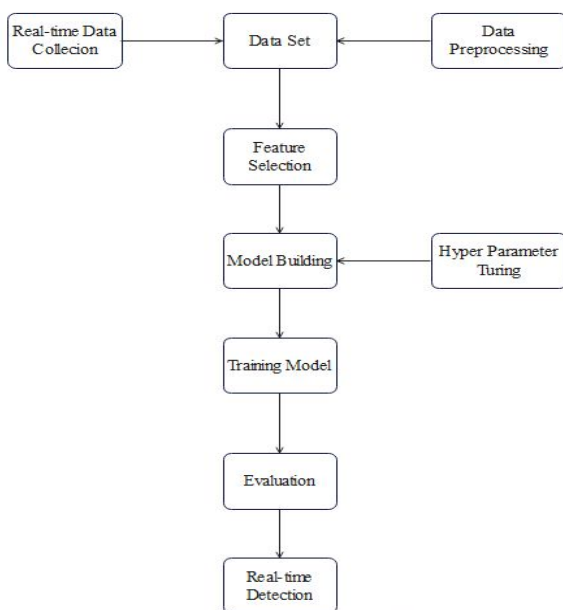 Real-time Data
Collecion
Data Set
Data
Preprocessing
Feature
Selection
Model Building
Hyper Parameter
Turing
Training Model
Evaluation
Real-time
Detection